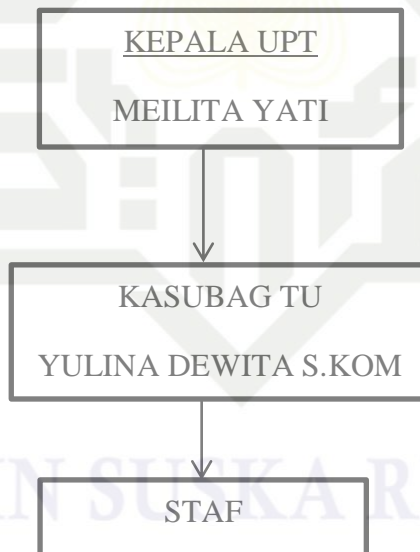 KEPALA UPT
MEILITA YATI
KASUBAG TU
YULINA DEWITA S.KOM
STAF